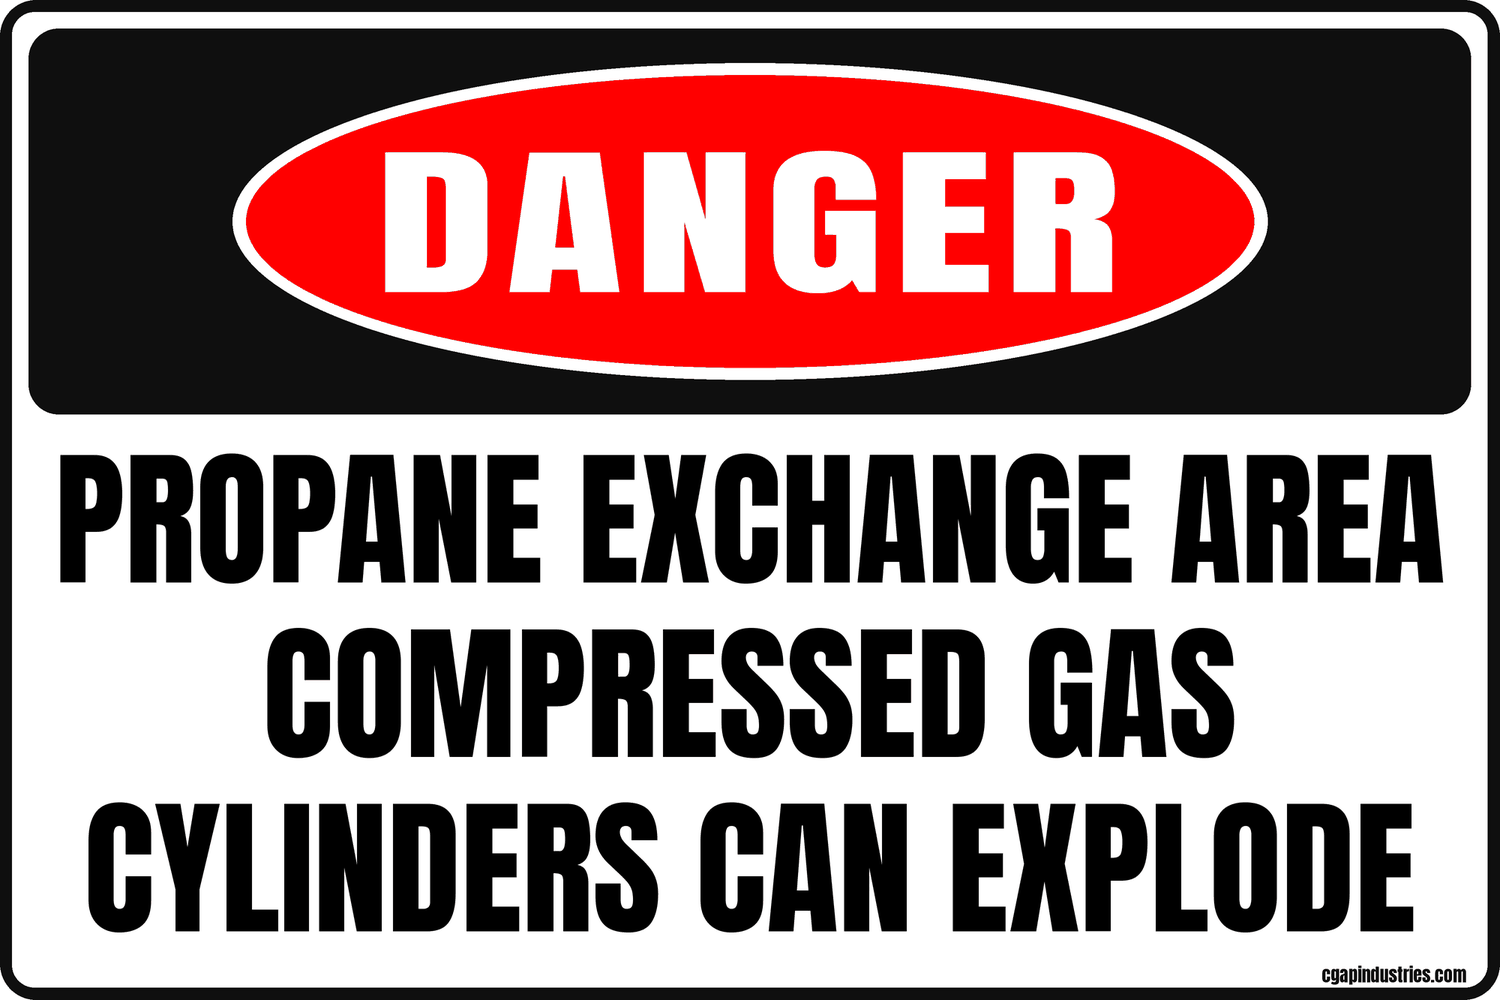 DANGER
PROPANE EXCHANGE AREA
COMPRESSED GAS
CYLINDERS CAN EXPLODE
cgapindustries.com